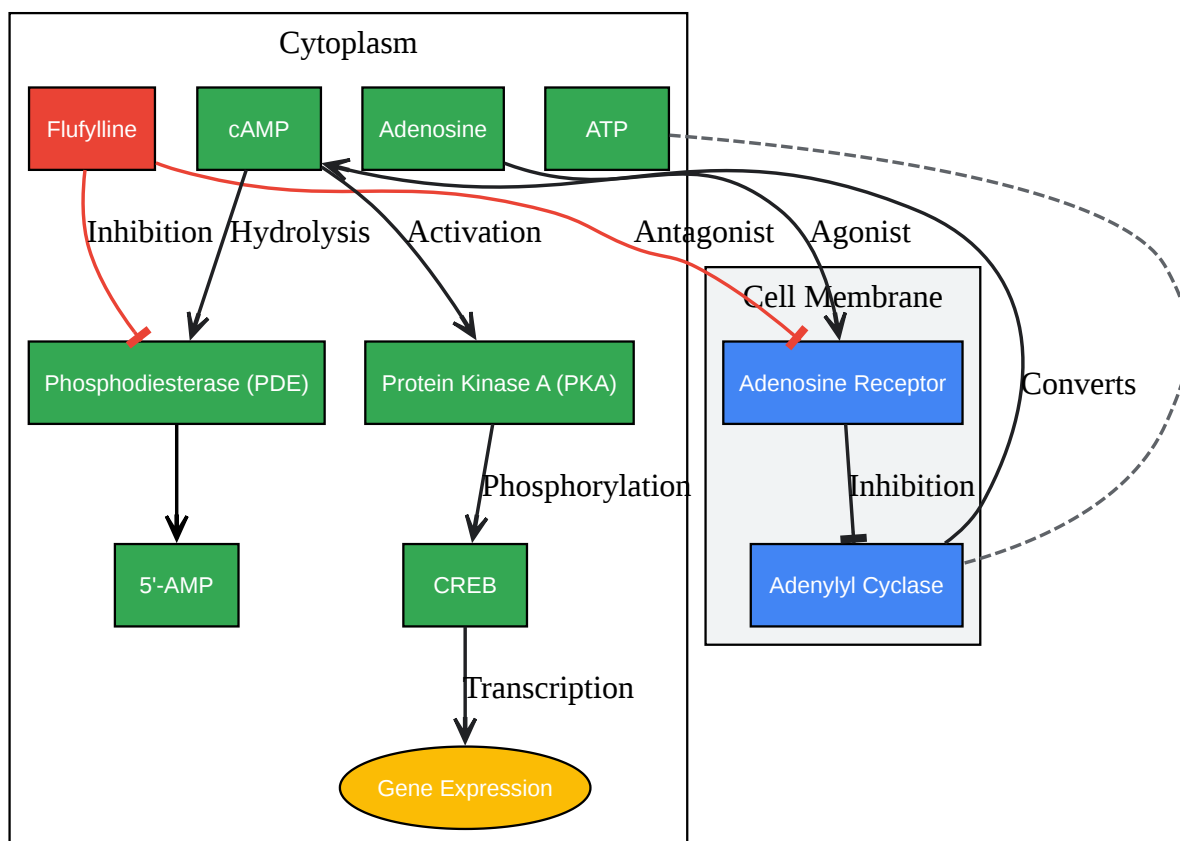 Cytoplasm
Flufylline
cAMP
Adenosine
ATP
Inhibition
Hydrolysis
Activation
Antagonist
Agonist
Cell Membrane
Phosphodiesterase (PDE)
Protein Kinase A (PKA)
Adenosine Receptor
Converts
Phosphorylation
Inhibition
5'-AMP
CREB
Adenylyl Cyclase
Transcription
Gene Expression